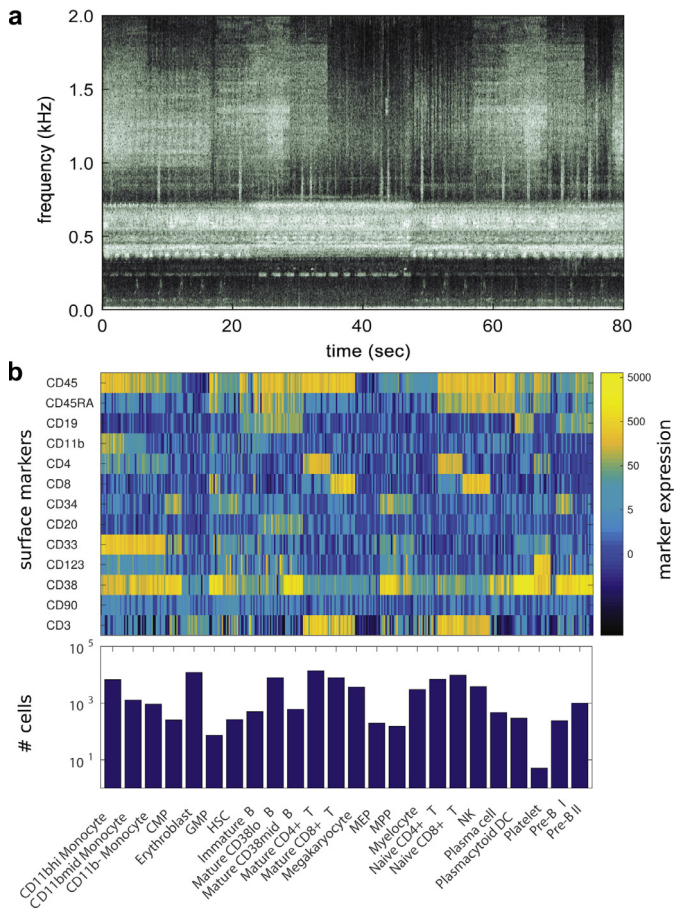 a
2.0
1.5
1.0
0.5
0.0
frequency (kHz)
0 20 40 60 80
time (sec)
b
CD45
CD45RA
CD19
CD11b
CD4
CD8
CD34
CD20
CD33
CD123
CD38
CD90
CD3
surface markers
5000
500
50
5
0
marker expression
10^5
10^3
10^1
# cells
CD11bhi Monocyte
CD11bmid Monocyte
CD11b- Monocyte
CMP
Erythroblast
GMP
HSC
Immature B
Mature CD38lo B
Mature CD38mid B
Mature CD4+ T
Mature CD8+ T
Megakaryocyte
MEP
MPP
Myelocyte
Naive CD4+ T
Naive CD8+ T
NK
Plasma cell
Plasmacytoid DC
Platelet
Pre-B I
Pre-B II